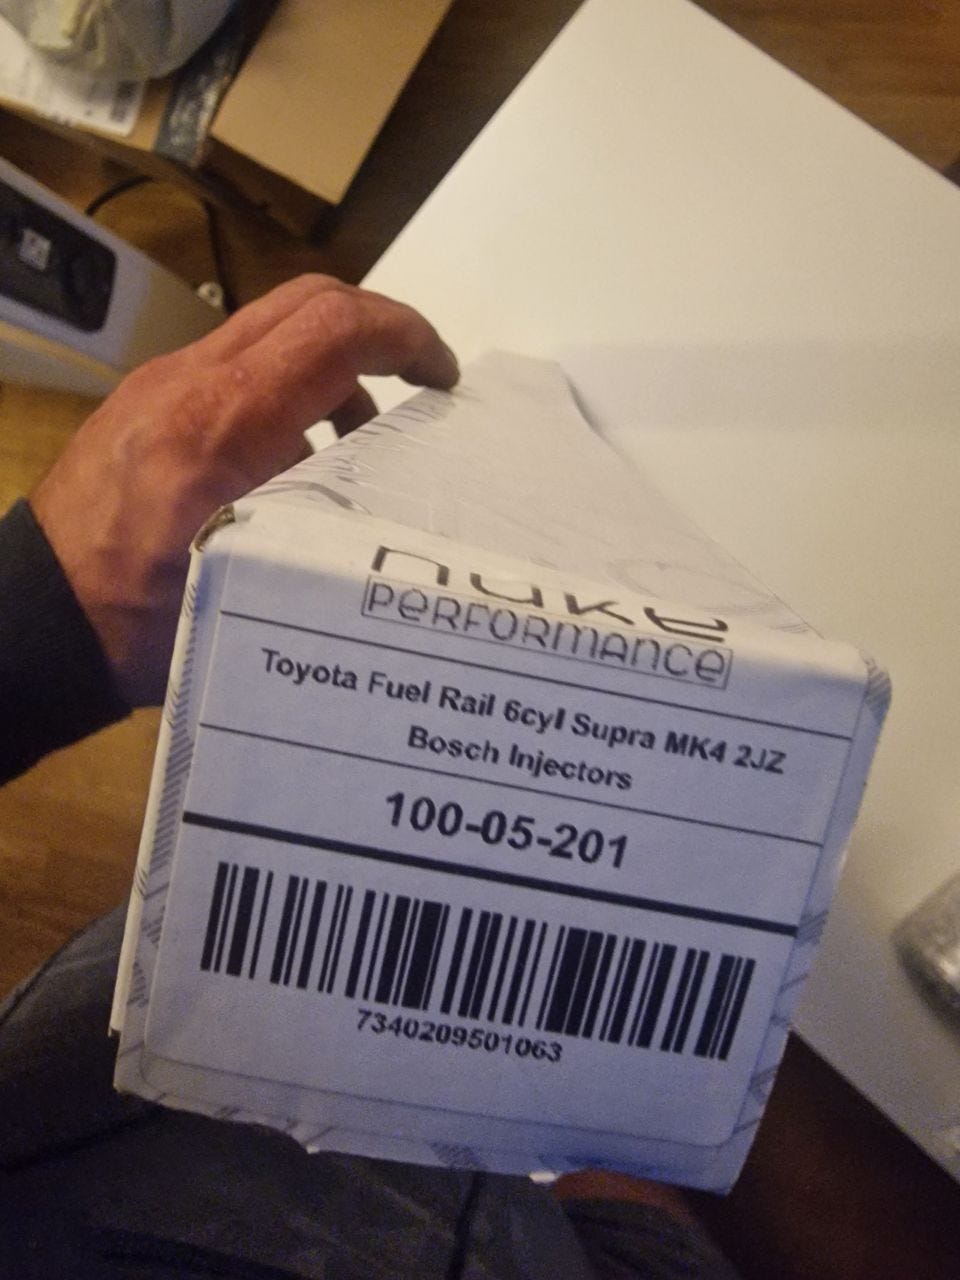 nuke
PERFORMANCE
Toyota Fuel Rail 6cyl Supra MK4 2JZ
Bosch Injectors
100-05-201
7340209501063